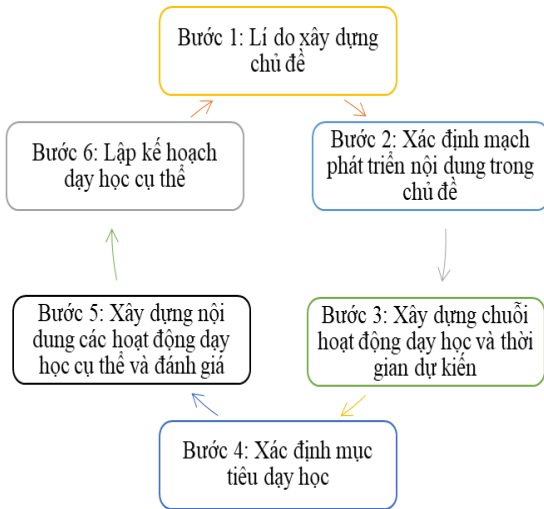 Bước 1: Lí do xây dựng
chủ đề
Bước 2: Xác định mạch
phát triển nội dung trong
chủ đề
Bước 3: Xây dựng chuỗi
hoạt động dạy học và thời
gian dự kiến
Bước 4: Xác định mục
tiêu dạy học
Bước 5: Xây dựng nội
dung các hoạt động dạy
học cụ thể và đánh giá
Bước 6: Lập kế hoạch
dạy học cụ thể